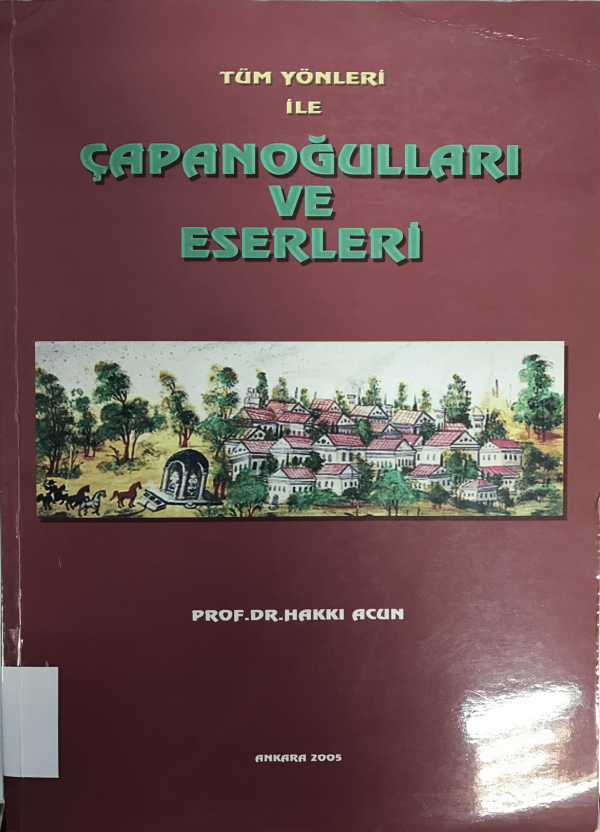 TÜM YÖNLERİ
İLE
ÇAPANOĞULLARI
VE
ESERLERİ
PROF.DR.HAKKI ACUN
ANKARA 2005